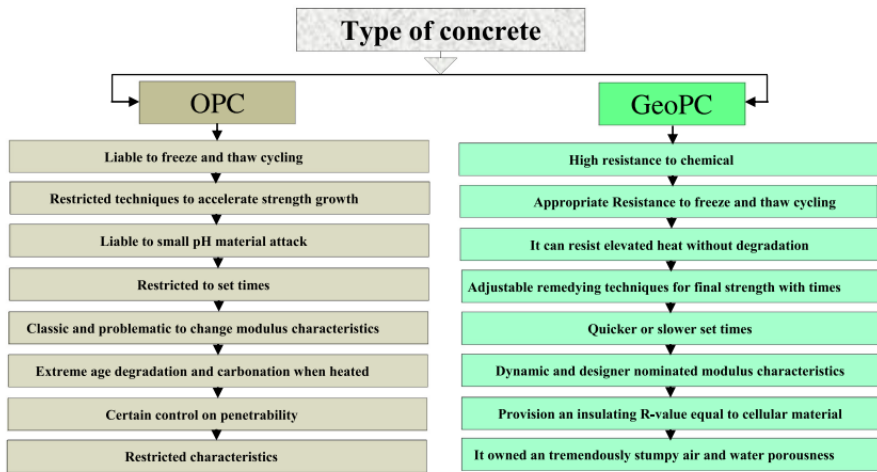 Type of concrete
OPC
Liable to freeze and thaw cycling
Restricted techniques to accelerate strength growth
Liable to small pH material attack
Restricted to set times
Classic and problematic to change modulus characteristics
Extreme age degradation and carbonation when heated
Certain control on penetrability
Restricted characteristics
GeoPC
High resistance to chemical
Appropriate Resistance to freeze and thaw cycling
It can resist elevated heat without degradation
Adjustable remedying techniques for final strength with times
Quicker or slower set times
Dynamic and designer nominated modulus characteristics
Provision an insulating R-value equal to cellular material
It owned an tremendously stumpy air and water porousness